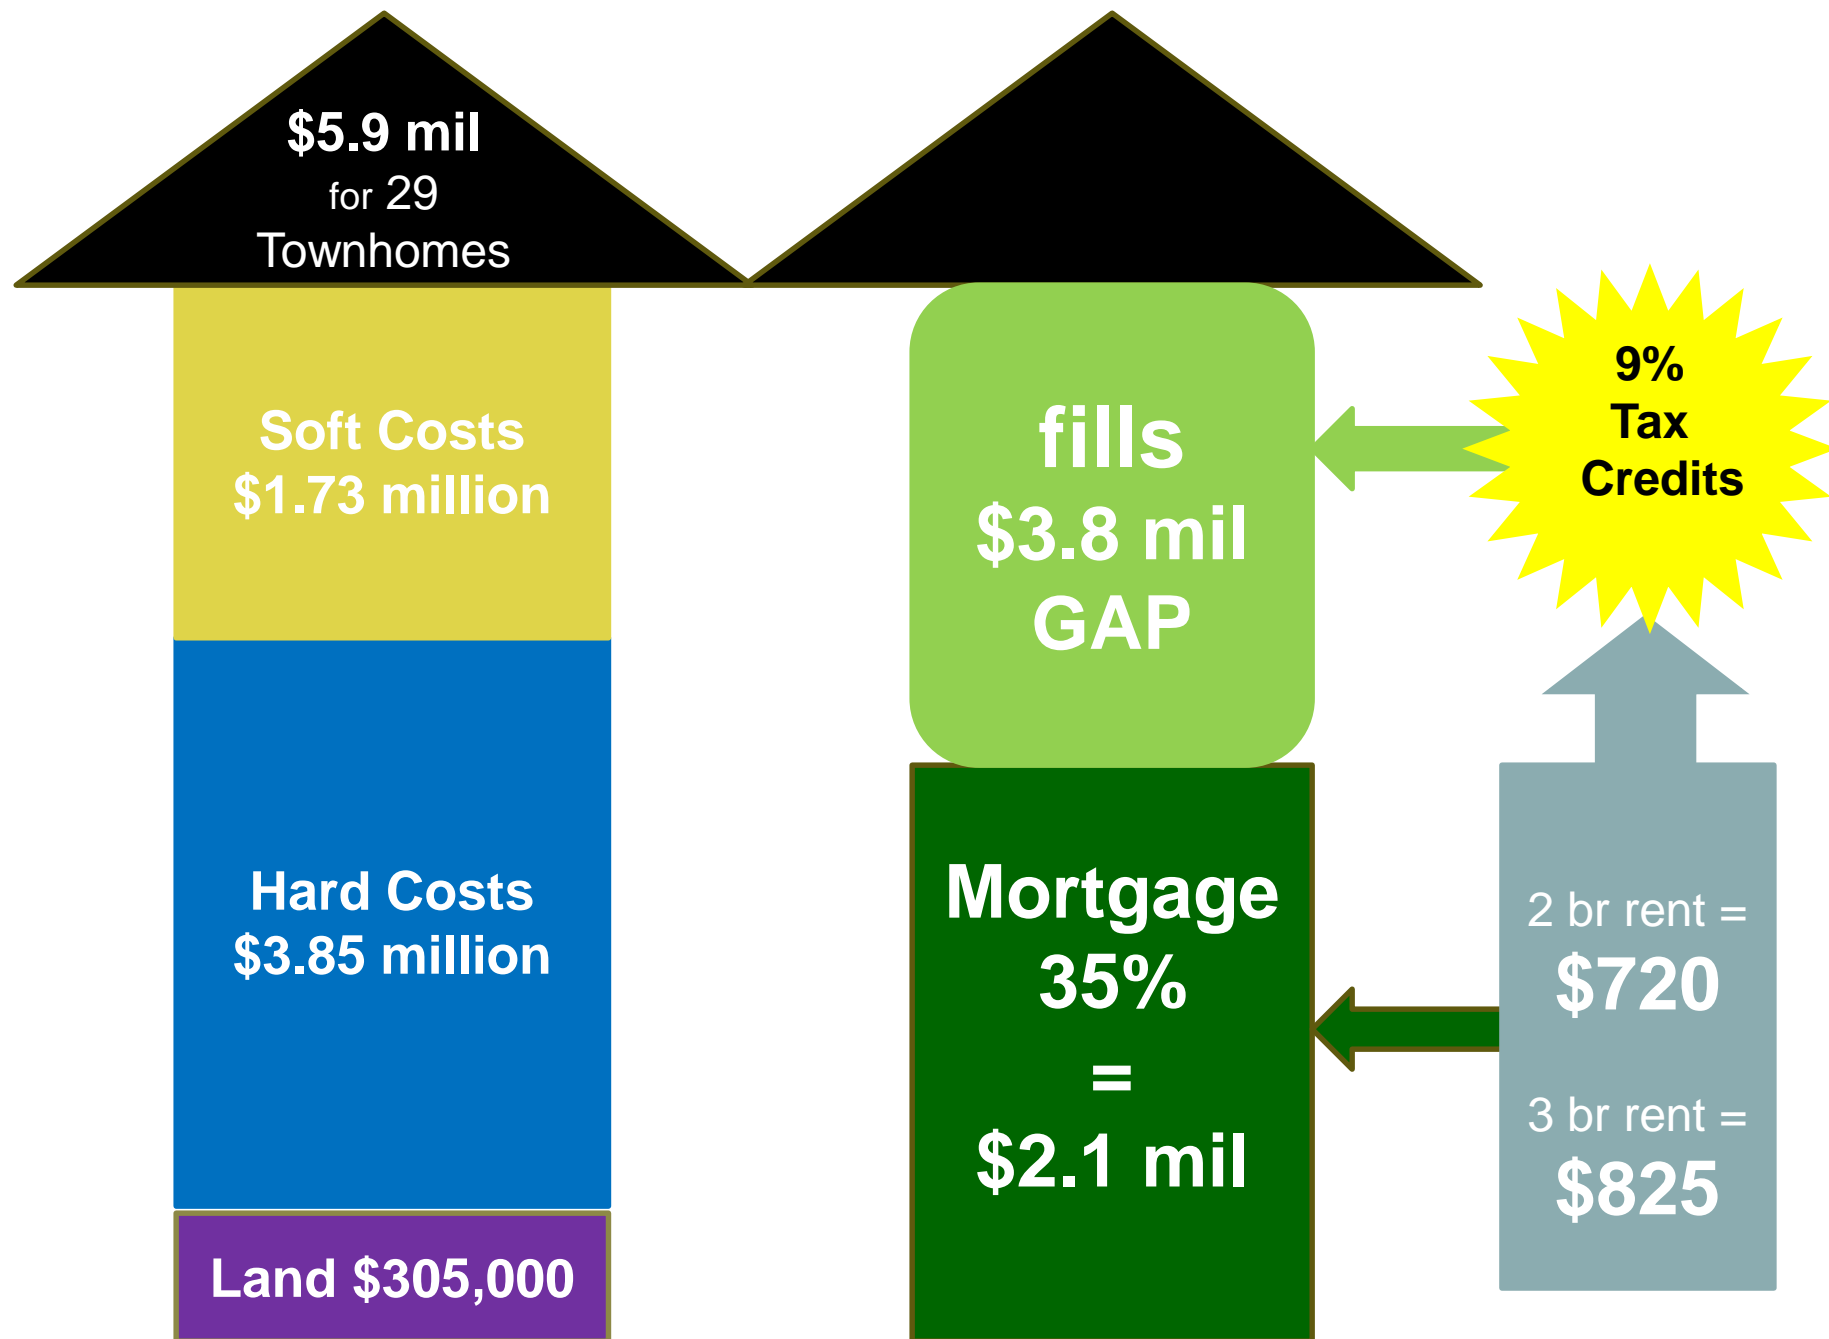 $5.9 mil
for 29
Townhomes
Soft Costs
$1.73 million
Hard Costs
$3.85 million
Land $305,000
fills
$3.8 mil
GAP
Mortgage
35%
=
$2.1 mil
9%
Tax
Credits
2 br rent =
$720
3 br rent =
$825